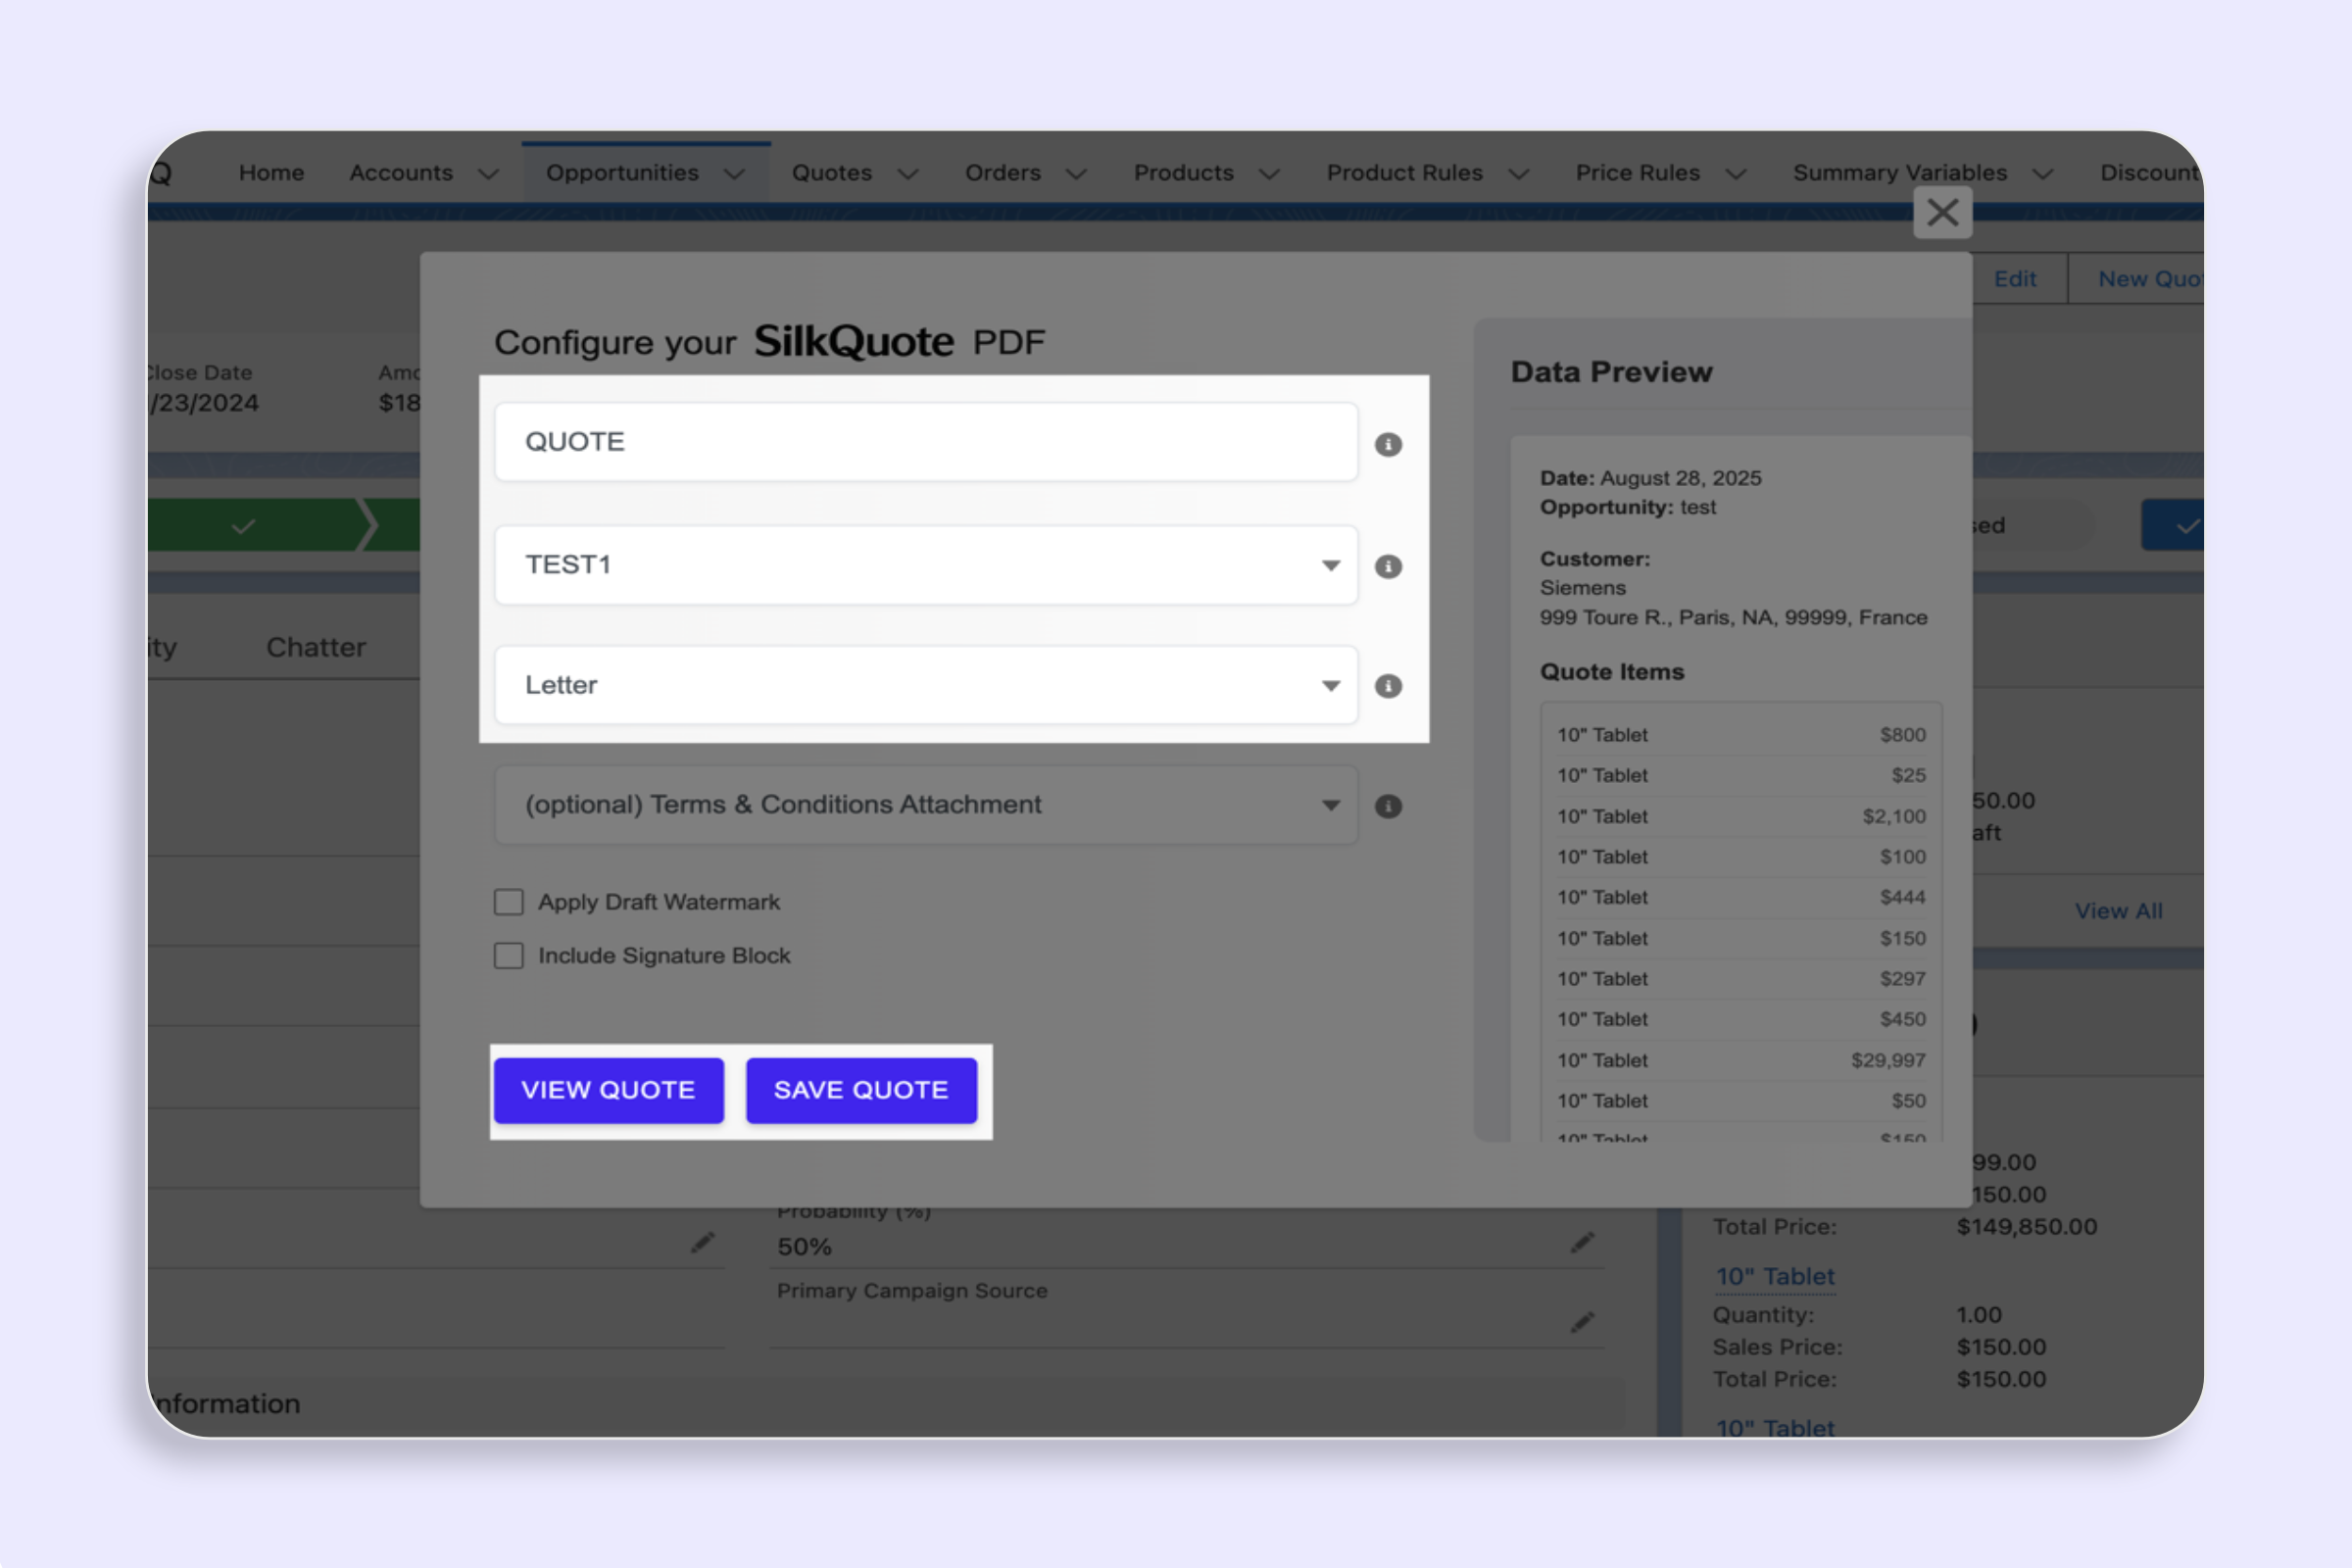 Q Home Accounts Opportunities Quotes Orders Products Product Rules Price Rules Summary Variables Discount
Edit New Quo
Close Date
/23/2024
Amo
$18
sed
ity Chatter
Configure your SilkQuote PDF
QUOTE
TEST1
Letter
(optional) Terms & Conditions Attachment
Apply Draft Watermark
Include Signature Block
VIEW QUOTE SAVE QUOTE
Data Preview
Date: August 28, 2025
Opportunity: test
Customer:
Siemens
999 Toure R., Paris, NA, 99999, France
Quote Items
10" Tablet $800
10" Tablet $25
10" Tablet $2,100
10" Tablet $100
10" Tablet $444
10" Tablet $150
10" Tablet $297
10" Tablet $450
10" Tablet $29,997
10" Tablet $50
10" Tablet $150
50.00
aft
View All
99.00
150.00
Total Price: $149,850.00
10" Tablet
Quantity: 1.00
Sales Price: $150.00
Total Price: $150.00
10" Tablet
Probability (%)
50%
Primary Campaign Source
nformation